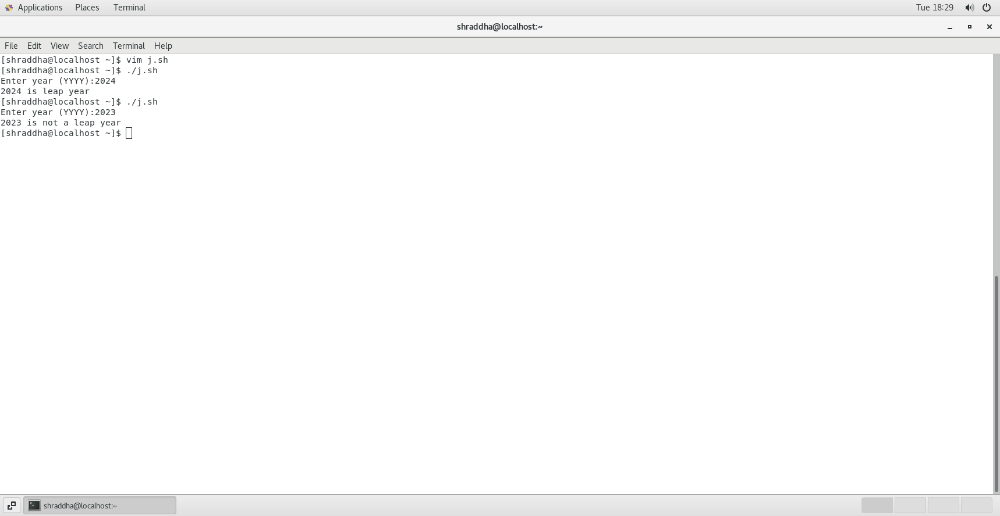 Applications Places Terminal Tue 18:29
shraddha@localhost:~
File Edit View Search Terminal Help
[shraddha@localhost ~]$ vim j.sh
[shraddha@localhost ~]$ ./j.sh
Enter year (YYYY):2024
2024 is leap year
[shraddha@localhost ~]$ ./j.sh
Enter year (YYYY):2023
2023 is not a leap year
[shraddha@localhost ~]$
shraddha@localhost:~